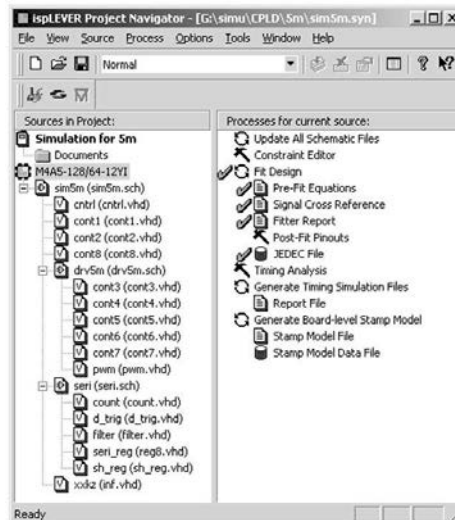 ispLEVER Project Navigator - [G:\simu\CPLD\5m\sim5m.syn]
File View Source Process Options Tools Window Help
Normal
Sources in Project:
Simulation for 5m
Documents
M4A5-128/64-12YI
sim5m (sim5m.sch)
cntrl (cntrl.vhd)
cont1 (cont1.vhd)
cont2 (cont2.vhd)
cont8 (cont8.vhd)
drv5m (drv5m.sch)
cont3 (cont3.vhd)
cont4 (cont4.vhd)
cont5 (cont5.vhd)
cont6 (cont6.vhd)
cont7 (cont7.vhd)
pwm (pwm.vhd)
seri (seri.sch)
count (count.vhd)
d_trig (d_trig.vhd)
filter (filter.vhd)
seri_reg (reg8.vhd)
sh_reg (sh_reg.vhd)
xxkz (inf.vhd)
Processes for current source:
Update All Schematic Files
Constraint Editor
Fit Design
Pre-Fit Equations
Signal Cross Reference
Fitter Report
Post-Fit Pinouts
JEDEC File
Timing Analysis
Generate Timing Simulation Files
Report File
Generate Board-level Stamp Model
Stamp Model File
Stamp Model Data File
Ready